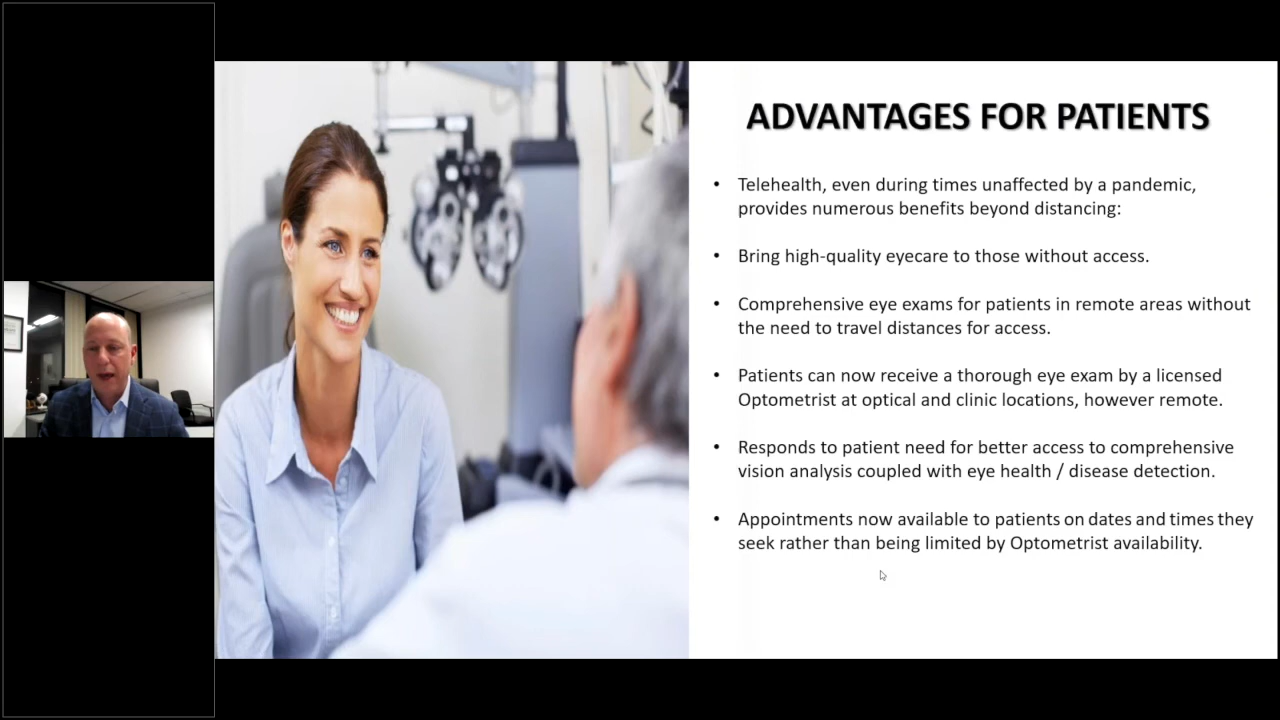 ADVANTAGES FOR PATIENTS
• Telehealth, even during times unaffected by a pandemic,
provides numerous benefits beyond distancing:
• Bring high-quality eyecare to those without access.
• Comprehensive eye exams for patients in remote areas without
the need to travel distances for access.
• Patients can now receive a thorough eye exam by a licensed
Optometrist at optical and clinic locations, however remote.
• Responds to patient need for better access to comprehensive
vision analysis coupled with eye health / disease detection.
• Appointments now available to patients on dates and times they
seek rather than being limited by Optometrist availability.